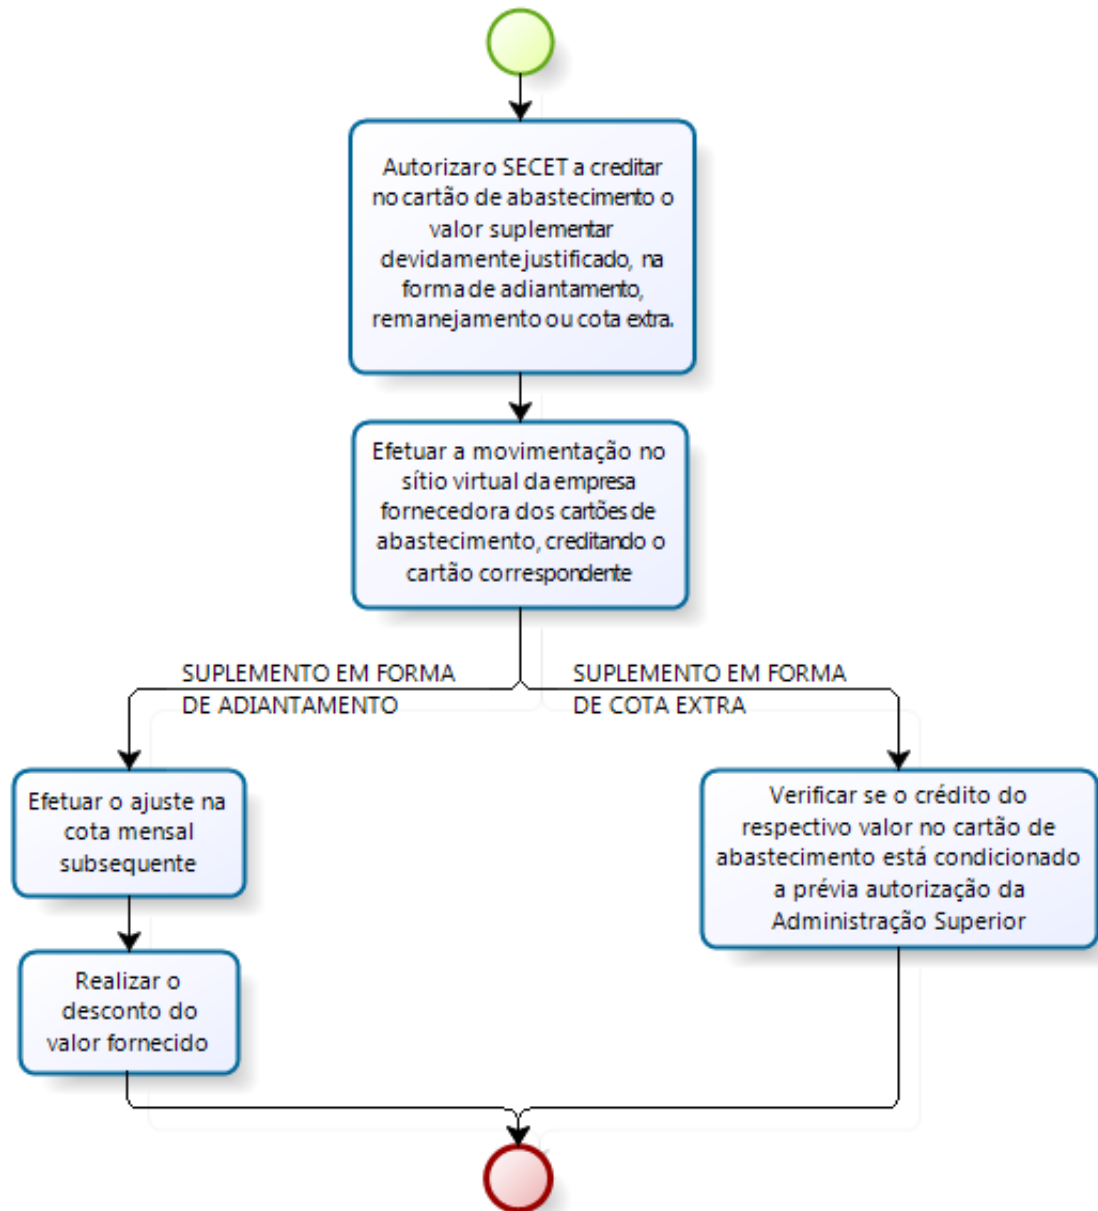 Autorizar o SECET a creditar
no cartão de abastecimento o
valor suplementar
devidamente justificado, na
forma de adiantamento,
remanejamento ou cota extra.
Efetuar a movimentação no
sítio virtual da empresa
fornecedora dos cartões de
abastecimento, creditando o
cartão correspondente
SUPLEMENTO EM FORMA
DE ADIANTAMENTO
SUPLEMENTO EM FORMA
DE COTA EXTRA
Efetuar o ajuste na
cota mensal
subsequente
Realizar o
desconto do
valor fornecido
Verificar se o crédito do
respectivo valor no cartão de
abastecimento está condicionado
a prévia autorização da
Administração Superior